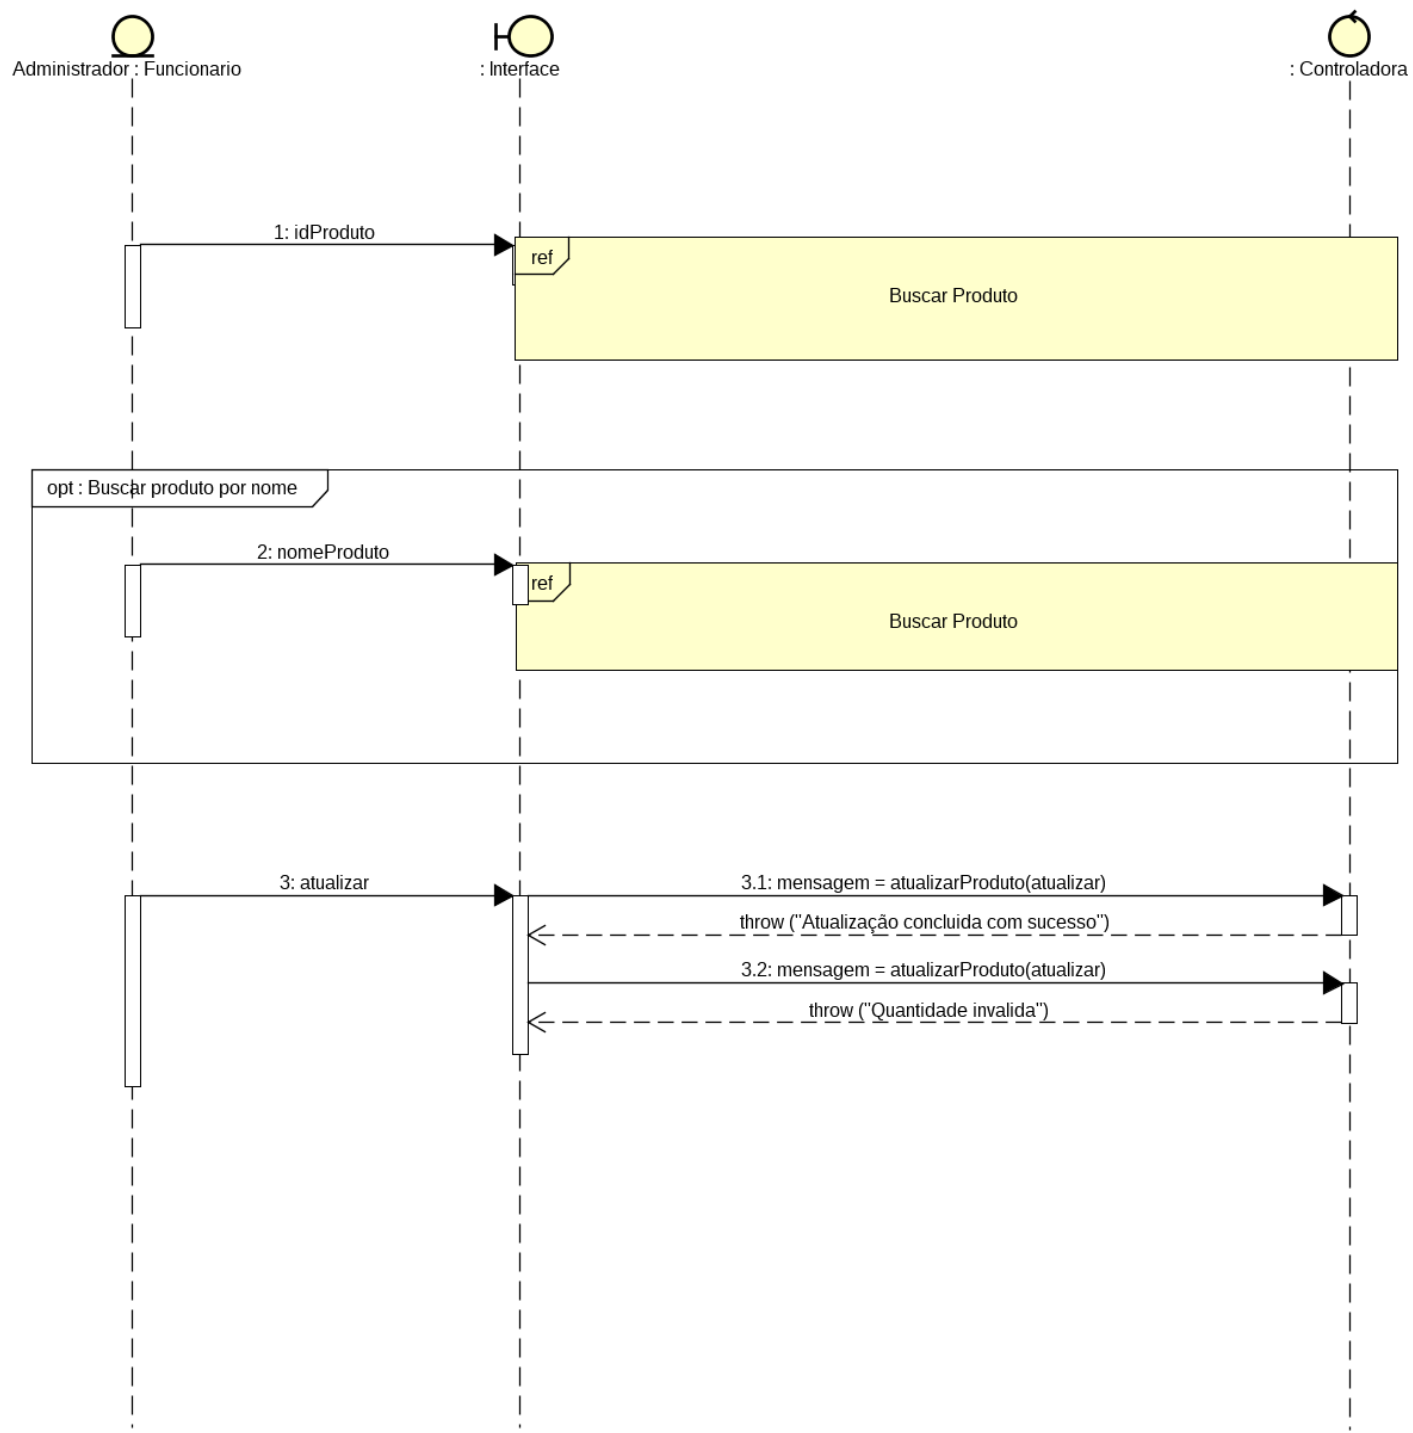 Administrador : Funcionario
: Interface
: Controladora
1: idProduto
ref
Buscar Produto
opt : Buscar produto por nome
2: nomeProduto
ref
Buscar Produto
3: atualizar
3.1: mensagem = atualizarProduto(atualizar)
throw ("Atualização concluida com sucesso")
3.2: mensagem = atualizarProduto(atualizar)
throw ("Quantidade invalida")